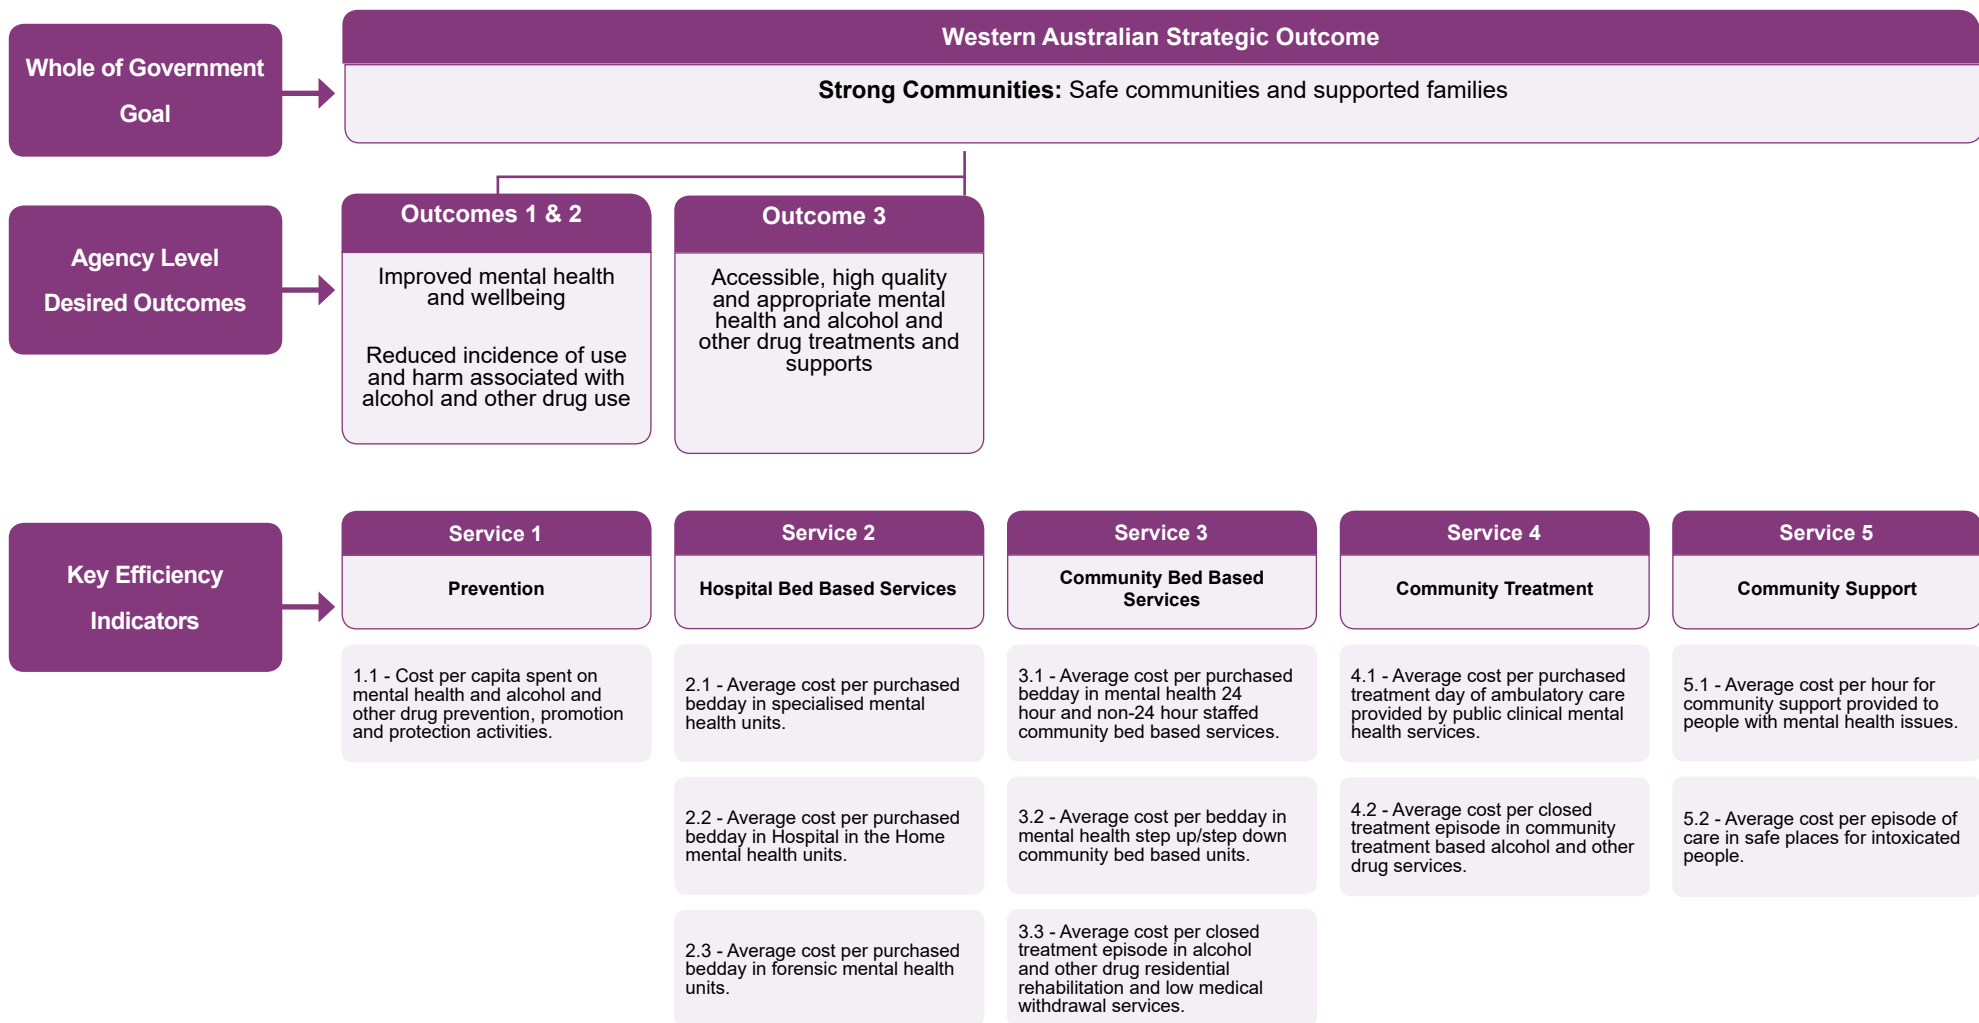 Whole of Government
Goal
Western Australian Strategic Outcome
Strong Communities: Safe communities and supported families
Agency Level
Desired Outcomes
Outcomes 1 & 2
Improved mental health
and wellbeing
Reduced incidence of use
and harm associated with
alcohol and other drug use
Outcome 3
Accessible, high quality
and appropriate mental
health and alcohol and
other drug treatments and
supports
Key Efficiency
Indicators
Service 1
Prevention
1.1 - Cost per capita spent on
mental health and alcohol and
other drug prevention, promotion
and protection activities.
Service 2
Hospital Bed Based Services
2.1 - Average cost per purchased
bedday in specialised mental
health units.
2.2 - Average cost per purchased
bedday in Hospital in the Home
mental health units.
2.3 - Average cost per purchased
bedday in forensic mental health
units.
Service 3
Community Bed Based
Services
3.1 - Average cost per purchased
bedday in mental health 24
hour and non-24 hour staffed
community bed based services.
3.2 - Average cost per bedday in
mental health step up/step down
community bed based units.
3.3 - Average cost per closed
treatment episode in alcohol
and other drug residential
rehabilitation and low medical
withdrawal services.
Service 4
Community Treatment
4.1 - Average cost per purchased
treatment day of ambulatory care
provided by public clinical mental
health services.
4.2 - Average cost per closed
treatment episode in community
treatment based alcohol and other
drug services.
Service 5
Community Support
5.1 - Average cost per hour for
community support provided to
people with mental health issues.
5.2 - Average cost per episode of
care in safe places for intoxicated
people.